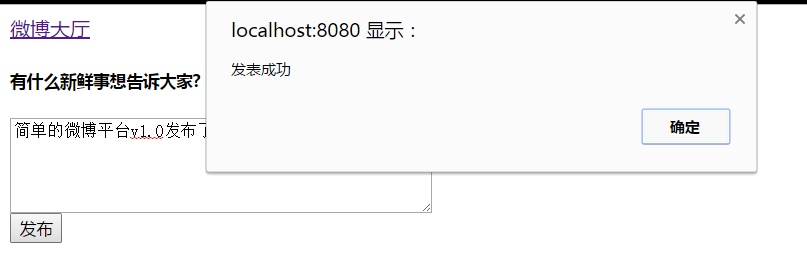 微博大厅
localhost:8080 显示：
发表成功
确定
有什么新鲜事想告诉大家?
简单的微博平台v1.0发布了
发布